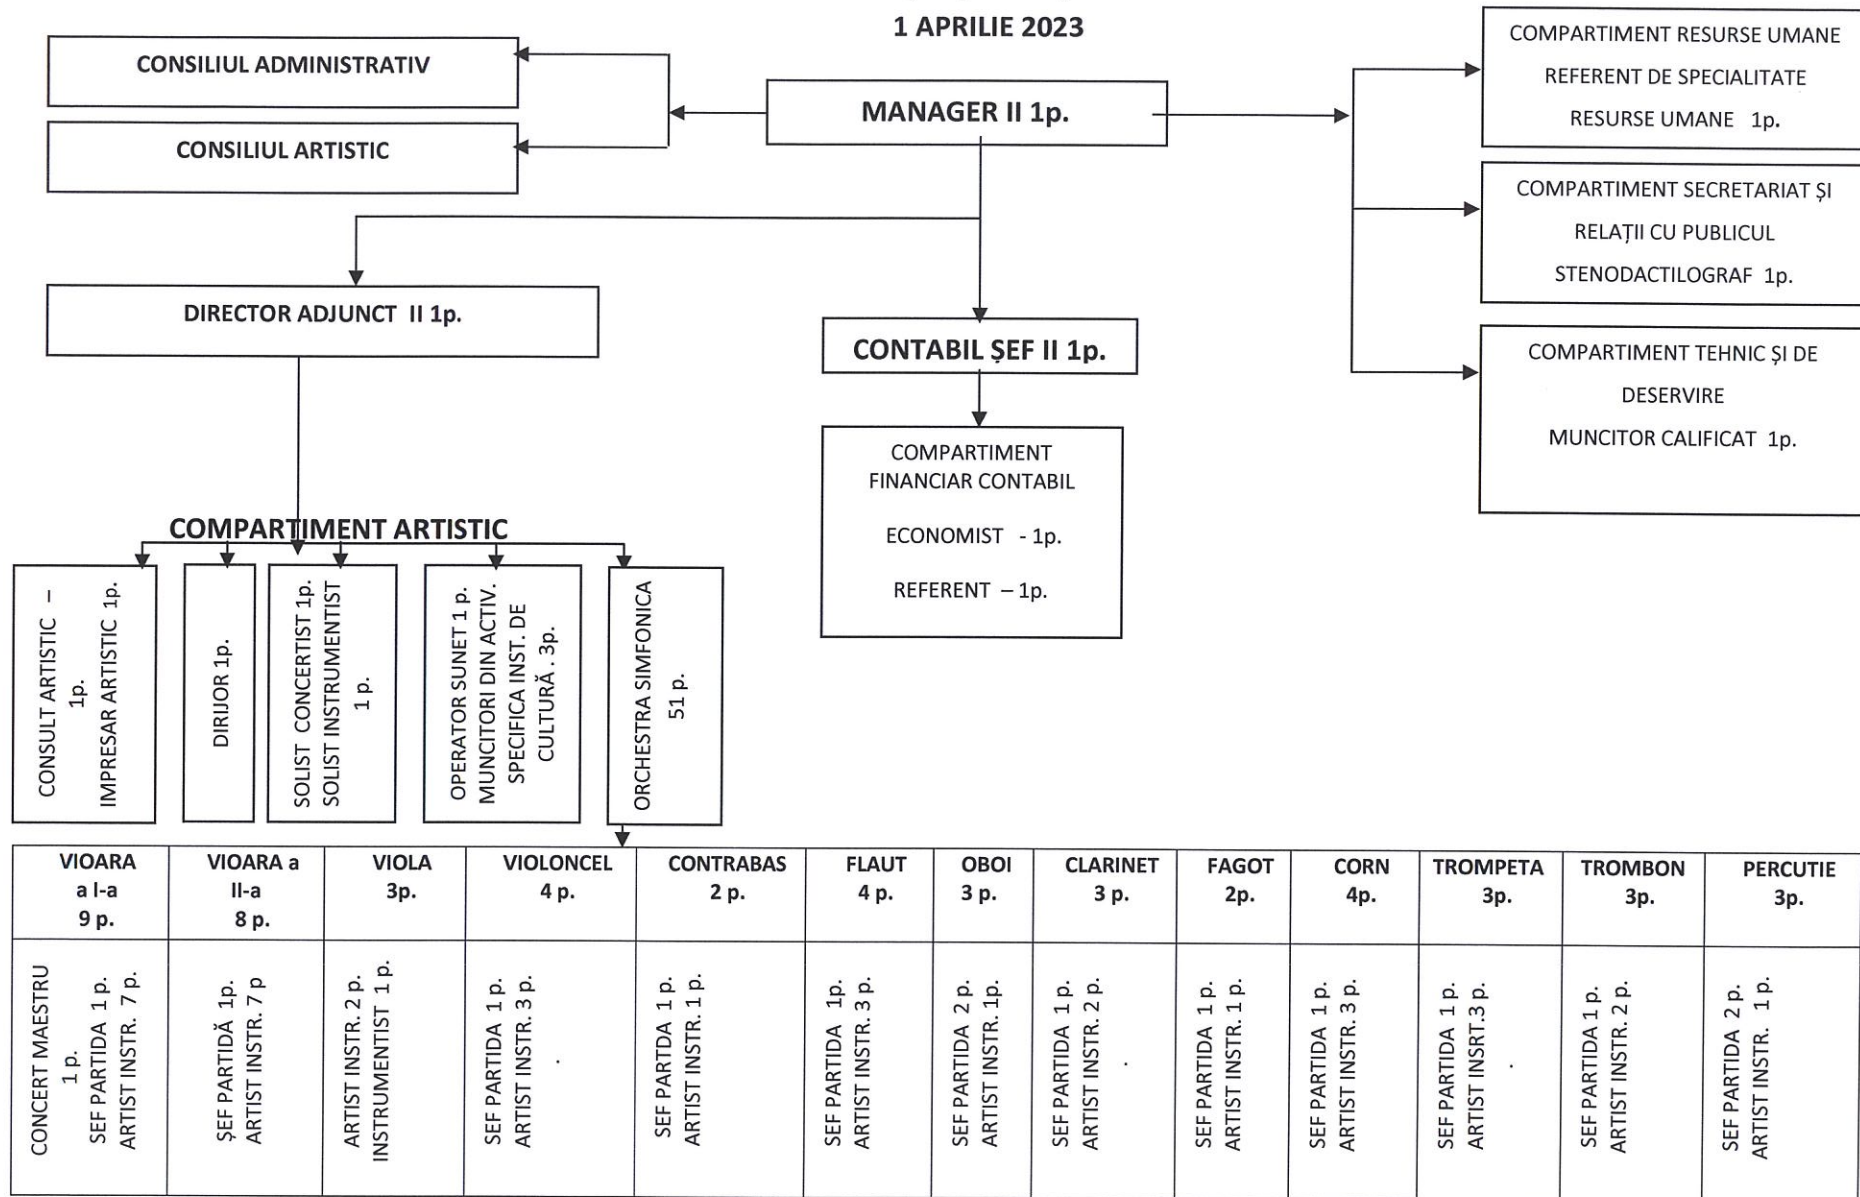 1 APRILIE 2023
CONSILIUL ADMINISTRATIV
CONSILIUL ARTISTIC
MANAGER II 1p.
COMPARTIMENT RESURSE UMANE
REFERENT DE SPECIALITATE
RESURSE UMANE 1p.
COMPARTIMENT SECRETARIAT ȘI
RELAȚII CU PUBLICUL
STENODACTILOGRAF 1p.
COMPARTIMENT TEHNIC ȘI DE
DESERVIRE
MUNCITOR CALIFICAT 1p.
DIRECTOR ADJUNCT II 1p.
CONTABIL ȘEF II 1p.
COMPARTIMENT
FINANCIAR CONTABIL
ECONOMIST - 1p.
REFERENT – 1p.
COMPARTIMENT ARTISTIC
CONSULT ARTISTIC –
1p.
IMPRESAR ARTISTIC 1p.
DIRIJOR 1p.
SOLIST CONCERTIST 1p.
SOLIST INSTRUMENTIST
1 p.
OPERATOR SUNET 1 p.
MUNCITORI DIN ACTIV.
SPECIFICA INST. DE
CULTURĂ . 3p.
ORCHESTRA SIMFONICA
51 p.
VIOARA
a I-a
9 p.
VIOARA a
II-a
8 p.
VIOLA
3p.
VIOLONCEL
4 p.
CONTRABAS
2 p.
FLAUT
4 p.
OBOI
3 p.
CLARINET
3 p.
FAGOT
2p.
CORN
4p.
TROMPETA
3p.
TROMBON
3p.
PERCUTIE
3p.
CONCERT MAESTRU
1 p.
SEF PARTIDA 1 p.
ARTIST INSTR. 7 p.
ȘEF PARTIDĂ 1p.
ARTIST INSTR. 7 p
ARTIST INSTR. 2 p.
INSTRUMENTIST 1 p.
SEF PARTIDA 1 p.
ARTIST INSTR. 3 p.
SEF PARTDA 1 p.
ARTIST INSTR. 1 p.
SEF PARTIDA 1p.
ARTIST INSTR. 3 p.
SEF PARTIDA 2 p.
ARTIST INSTR. 1p.
SEF PARTIDA 1 p.
ARTIST INSTR. 2 p.
SEF PARTIDA 1 p.
ARTIST INSTR. 1 p.
SEF PARTIDA 1 p.
ARTIST INSTR. 3 p.
SEF PARTIDA 1 p.
ARTIST INSRT.3 p.
SEF PARTIDA 1 p.
ARTIST INSTR. 2 p.
SEF PARTIDA 2 p.
ARTIST INSTR. 1 p.